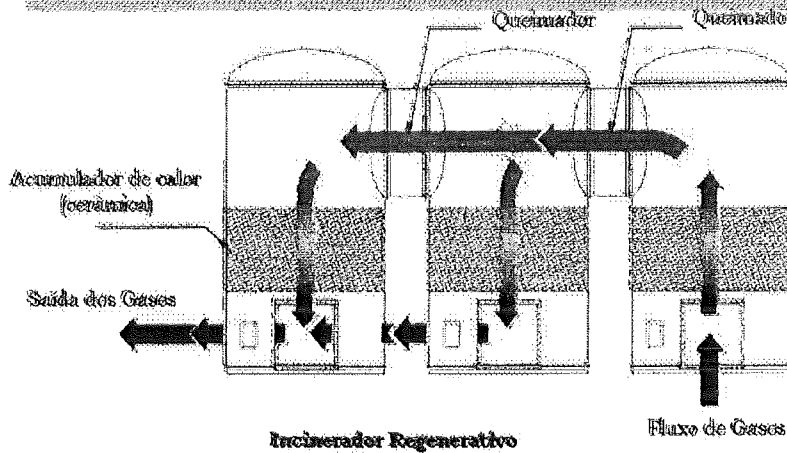 Queimador
Queimado
Acumulador de calor
(cerâmica)
Saída dos Gases
Fluxo de Gases
Incinerador Regenerativo